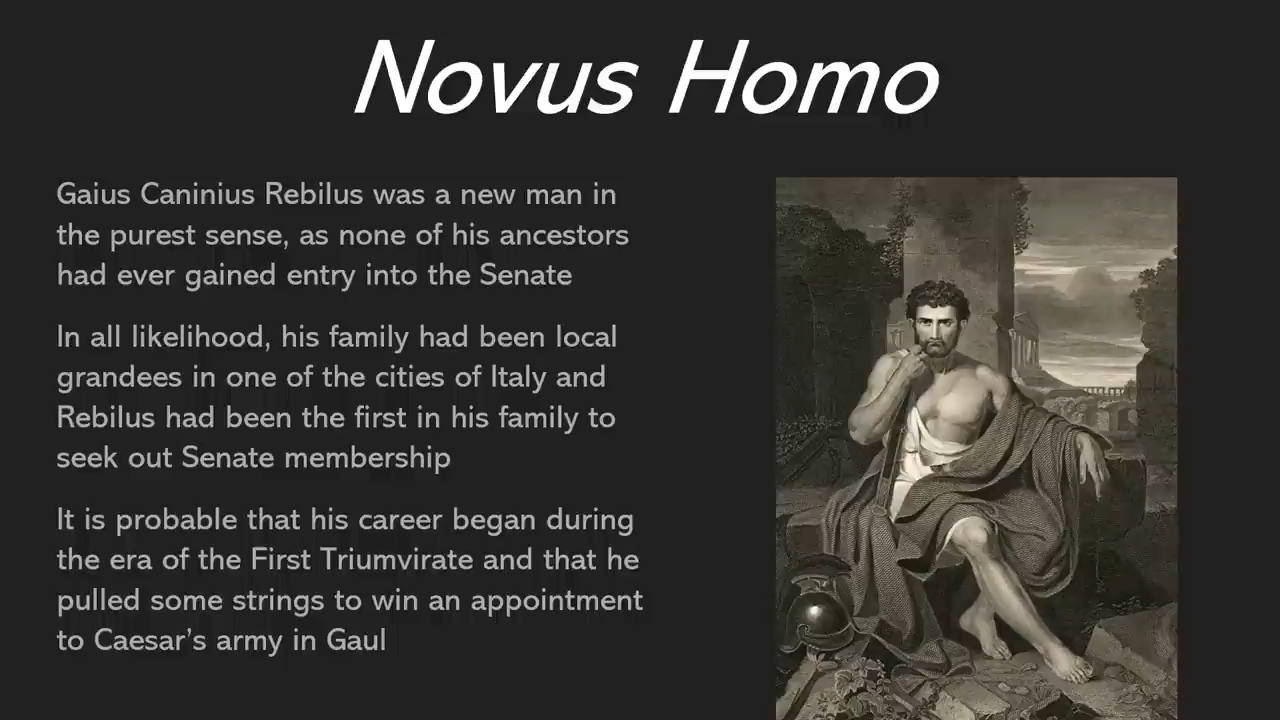 Novus Homo
Gaius Caninius Rebilus was a new man in
the purest sense, as none of his ancestors
had ever gained entry into the Senate
In all likelihood, his family had been local
grandees in one of the cities of Italy and
Rebilus had been the first in his family to
seek out Senate membership
It is probable that his career began during
the era of the First Triumvirate and that he
pulled some strings to win an appointment
to Caesar’s army in Gaul